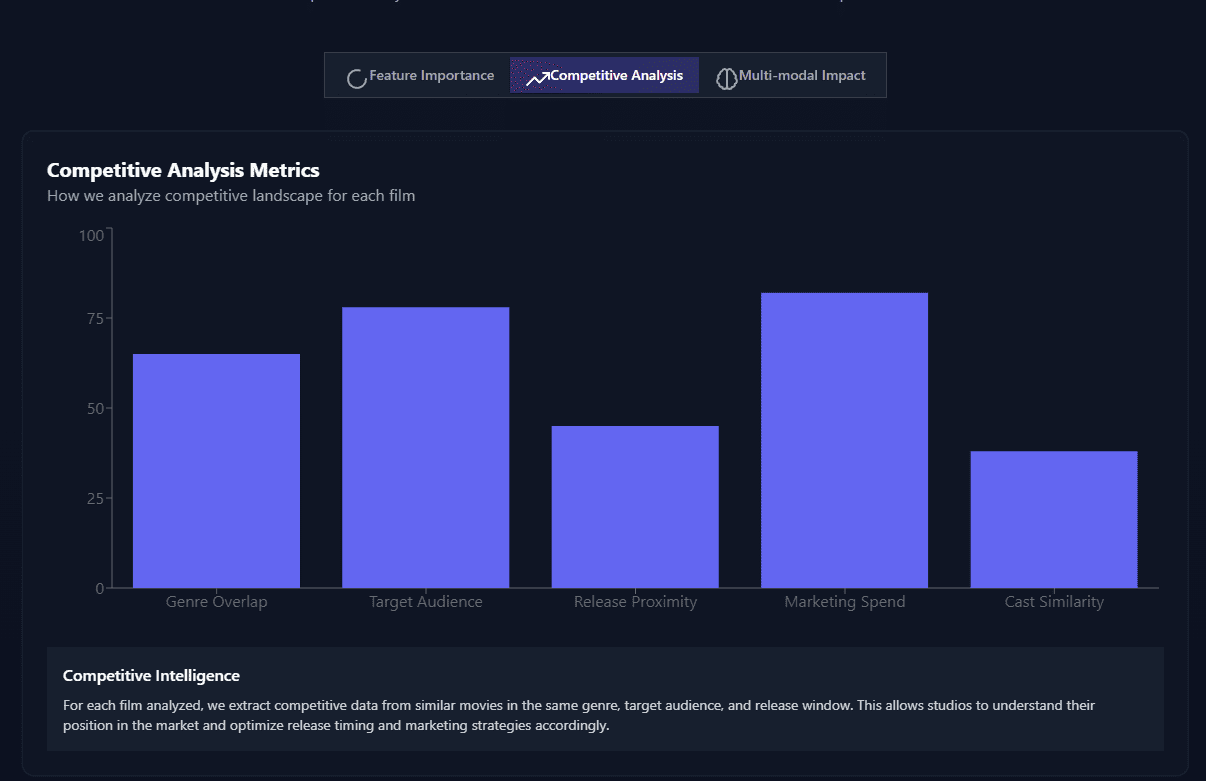 Feature Importance
Competitive Analysis
Multi-modal Impact
Competitive Analysis Metrics
How we analyze competitive landscape for each film
100
75
50
25
0
Genre Overlap
Target Audience
Release Proximity
Marketing Spend
Cast Similarity
Competitive Intelligence
For each film analyzed, we extract competitive data from similar movies in the same genre, target audience, and release window. This allows studios to understand their
position in the market and optimize release timing and marketing strategies accordingly.